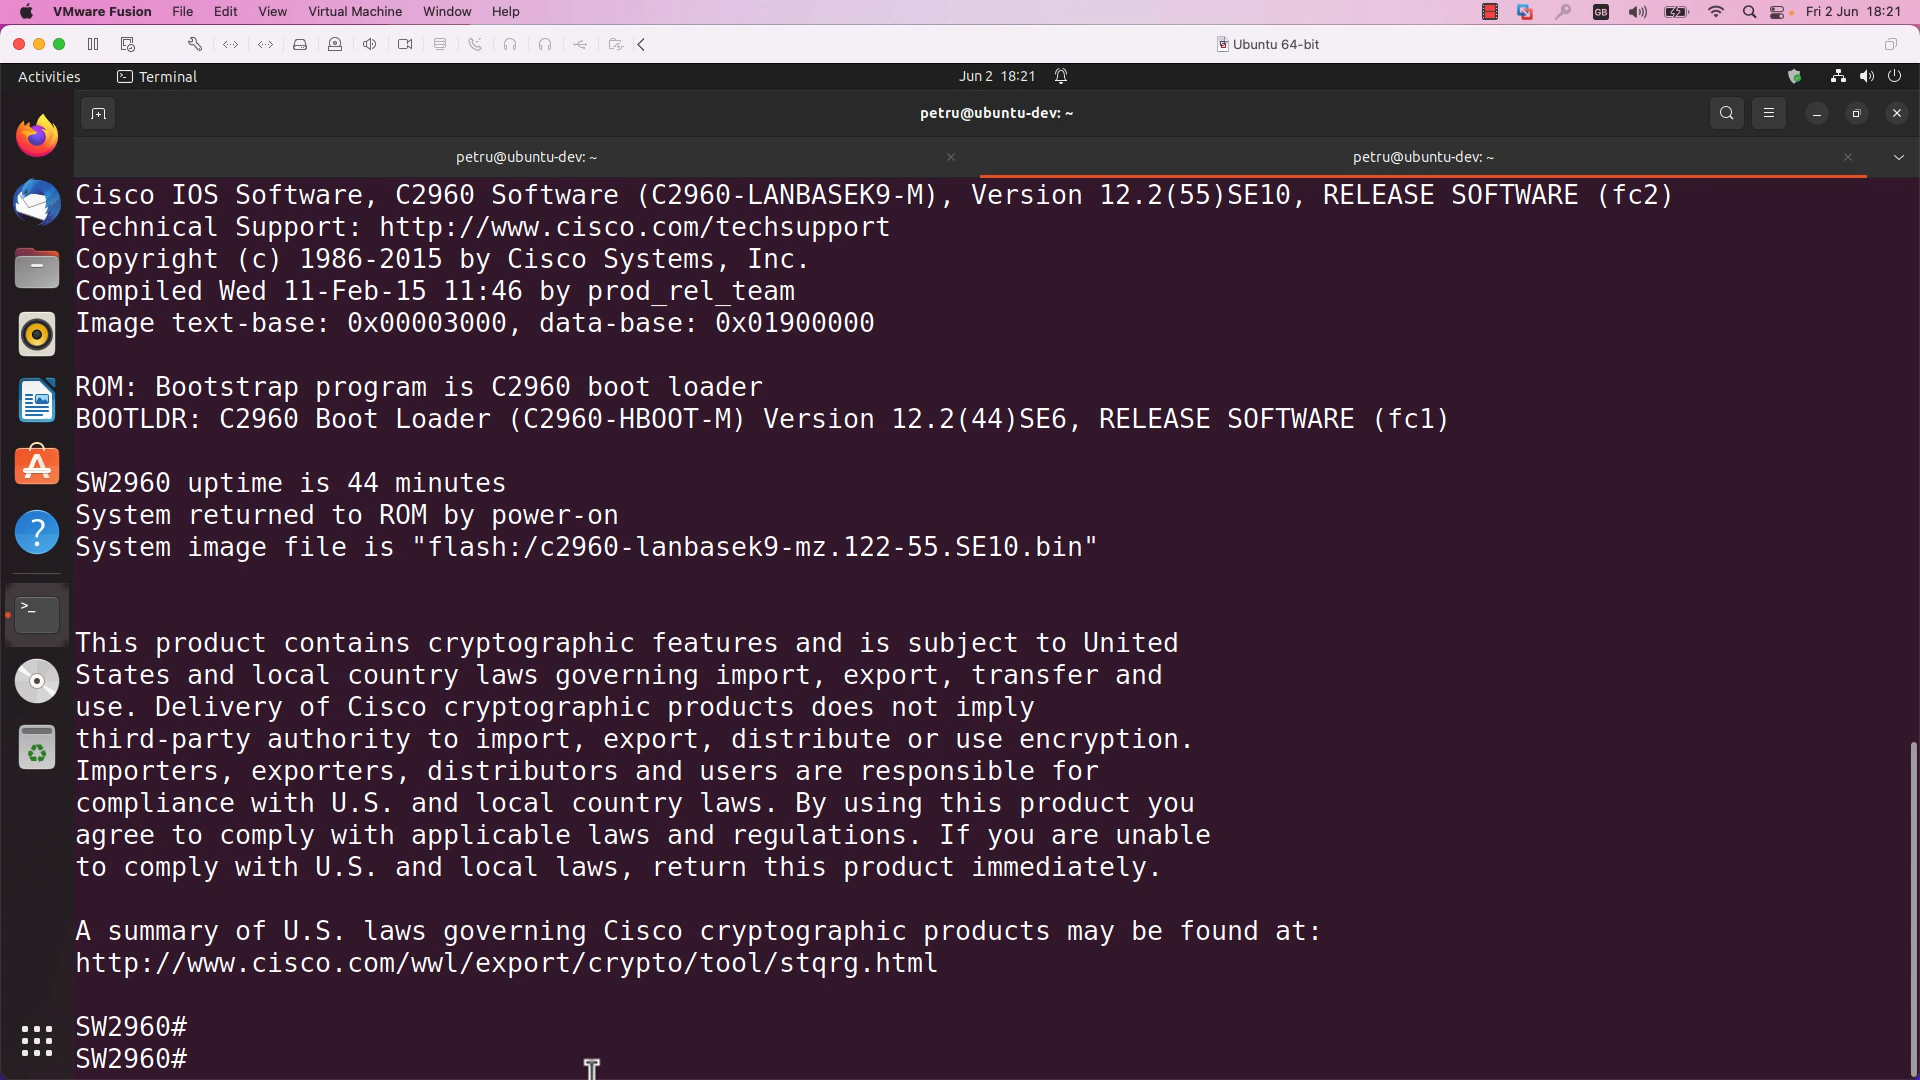 VMware Fusion File Edit View Virtual Machine Window Help GB Fri 2 Jun 18:21
Ubuntu 64-bit
Activities Terminal Jun 2 18:21
petru@ubuntu-dev: ~
petru@ubuntu-dev: ~ petru@ubuntu-dev: ~
Cisco IOS Software, C2960 Software (C2960-LANBASEK9-M), Version 12.2(55)SE10, RELEASE SOFTWARE (fc2)
Technical Support: http://www.cisco.com/techsupport
Copyright (c) 1986-2015 by Cisco Systems, Inc.
Compiled Wed 11-Feb-15 11:46 by prod_rel_team
Image text-base: 0x00003000, data-base: 0x01900000
ROM: Bootstrap program is C2960 boot loader
BOOTLDR: C2960 Boot Loader (C2960-HBOOT-M) Version 12.2(44)SE6, RELEASE SOFTWARE (fc1)
SW2960 uptime is 44 minutes
System returned to ROM by power-on
System image file is "flash:/c2960-lanbasek9-mz.122-55.SE10.bin"
This product contains cryptographic features and is subject to United
States and local country laws governing import, export, transfer and
use. Delivery of Cisco cryptographic products does not imply
third-party authority to import, export, distribute or use encryption.
Importers, exporters, distributors and users are responsible for
compliance with U.S. and local country laws. By using this product you
agree to comply with applicable laws and regulations. If you are unable
to comply with U.S. and local laws, return this product immediately.
A summary of U.S. laws governing Cisco cryptographic products may be found at:
http://www.cisco.com/wwl/export/crypto/tool/stqrg.html
SW2960#
SW2960#